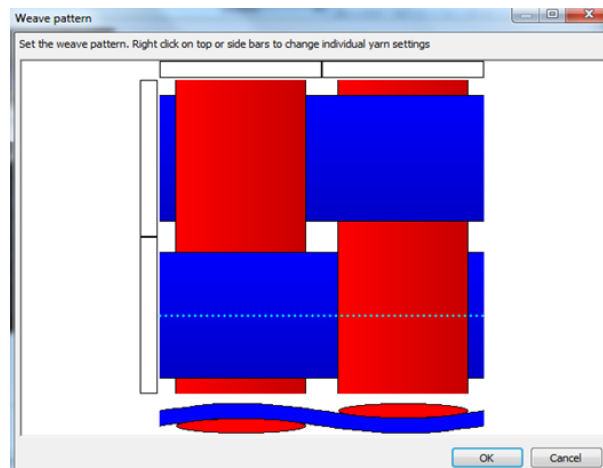 Weave pattern
Set the weave pattern. Right click on top or side bars to change individual yarn settings
OK
Cancel